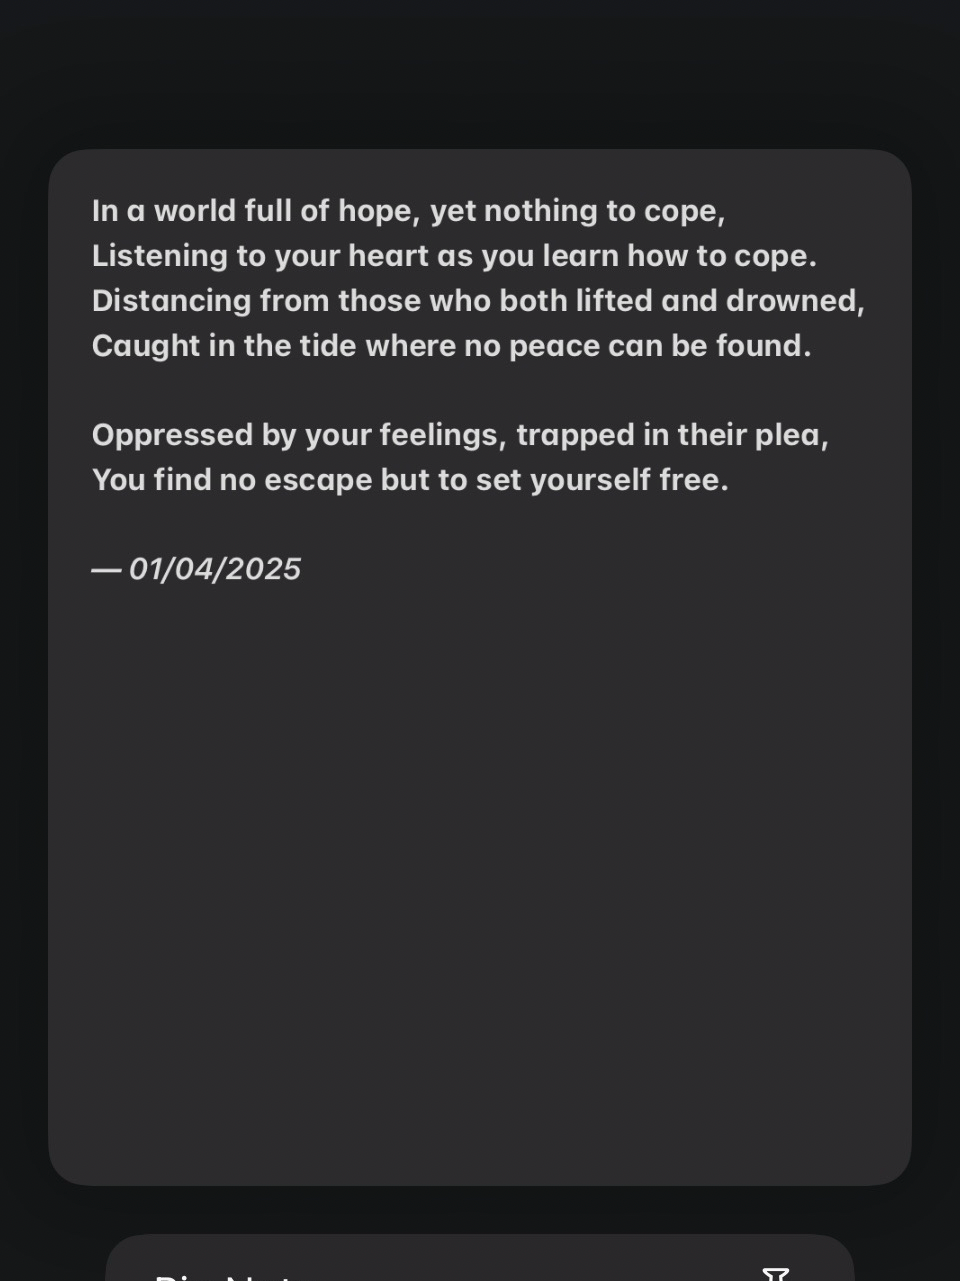 In a world full of hope, yet nothing to cope,
Listening to your heart as you learn how to cope.
Distancing from those who both lifted and drowned,
Caught in the tide where no peace can be found.
Oppressed by your feelings, trapped in their plea,
You find no escape but to set yourself free.
— 01/04/2025